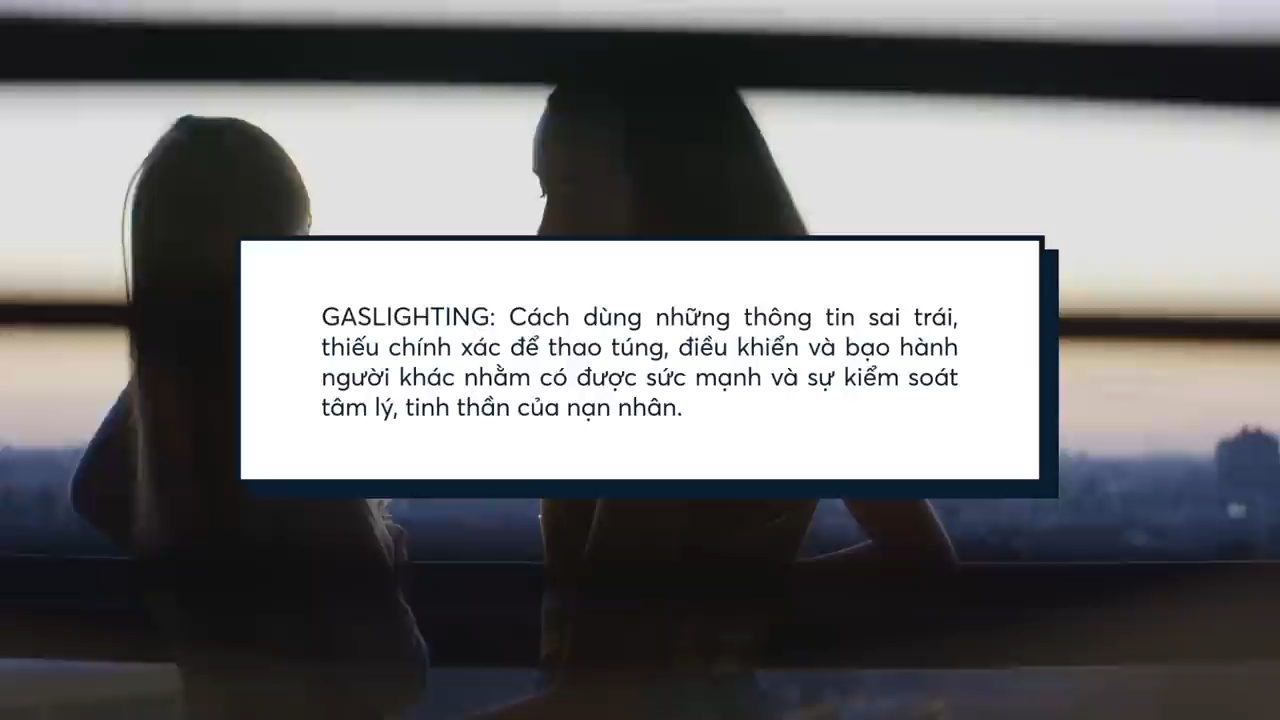 GASLIGHTING: Cách dùng những thông tin sai trái,
thiếu chính xác để thao túng, điều khiển và bạo hành
người khác nhằm có được sức mạnh và sự kiểm soát
tâm lý, tinh thần của nạn nhân.